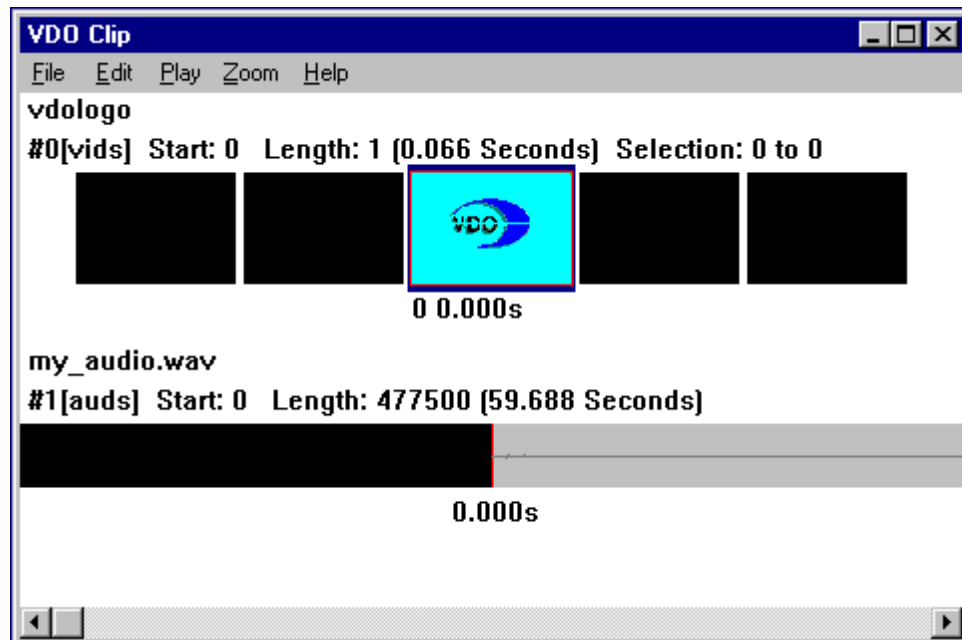 VDO Clip
File Edit Play Zoom Help
vdologo
#0[vids] Start: 0 Length: 1 (0.066 Seconds) Selection: 0 to 0
VDO
0 0.000s
my_audio.wav
#1[auds] Start: 0 Length: 477500 (59.688 Seconds)
0.000s